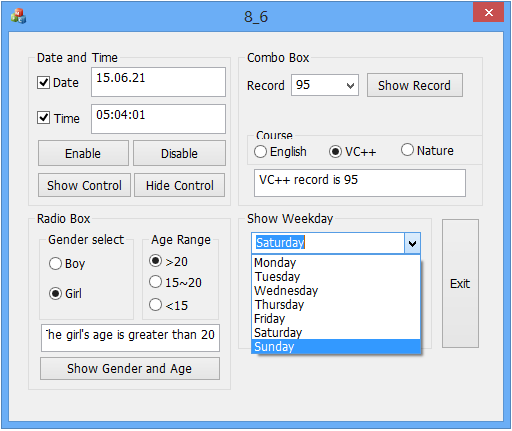 8_6
Date and Time
Date
15.06.21
Time
05:04:01
Enable
Disable
Show Control
Hide Control
Combo Box
Record
95
Show Record
Course
English
VC++
Nature
VC++ record is 95
Radio Box
Gender select
Boy
Girl
Age Range
>20
15~20
<15
he girl's age is greater than 20
Show Gender and Age
Show Weekday
Saturday
Monday
Tuesday
Wednesday
Thursday
Friday
Saturday
Sunday
Exit